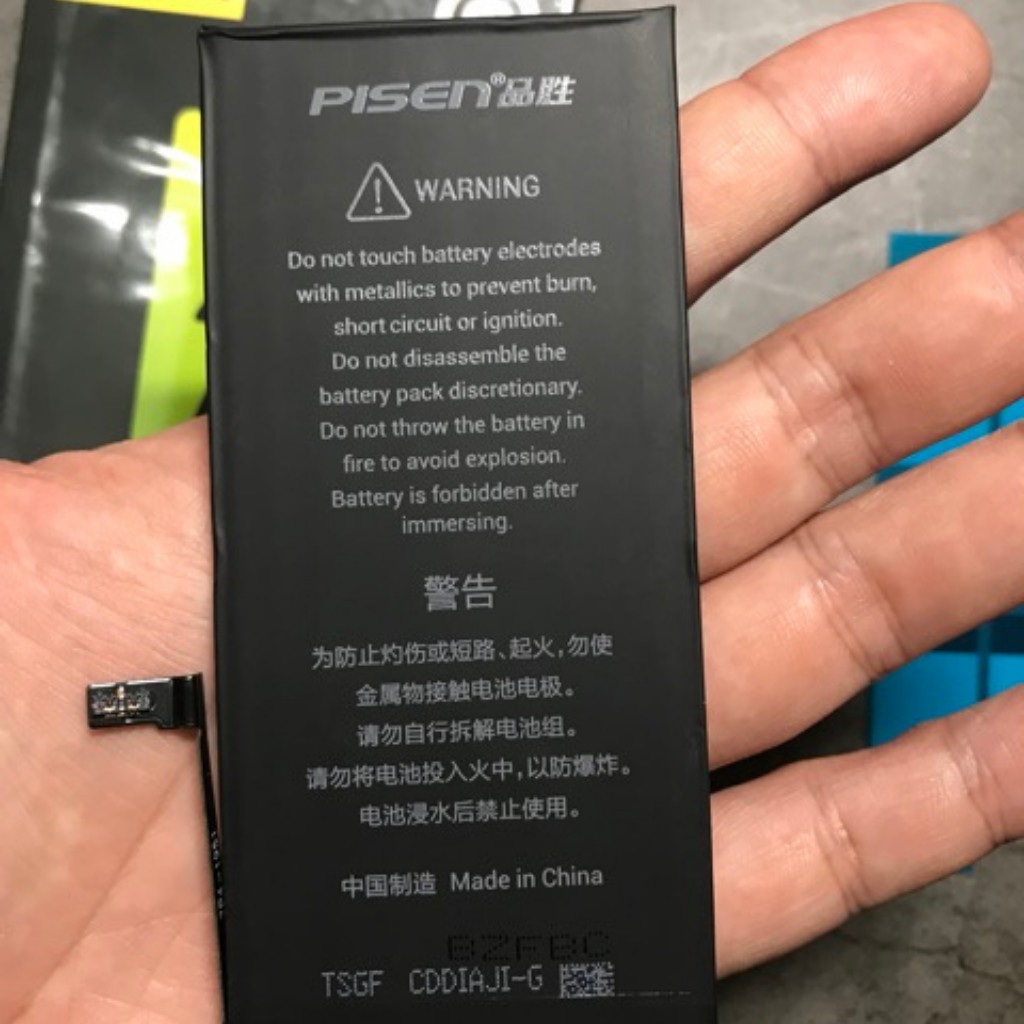 PISEN®品胜
WARNING
Do not touch battery electrodes
with metallics to prevent burn,
short circuit or ignition.
Do not disassemble the
battery pack discretionary.
Do not throw the battery in
fire to avoid explosion.
Battery is forbidden after
immersing.
警告
为防止灼伤或短路、起火,勿使
金属物接触电池电极。
请勿自行拆解电池组。
请勿将电池投入火中,以防爆炸。
电池浸水后禁止使用。
中国制造 Made in China
BZFBC
TSGF CDDIAJI-G